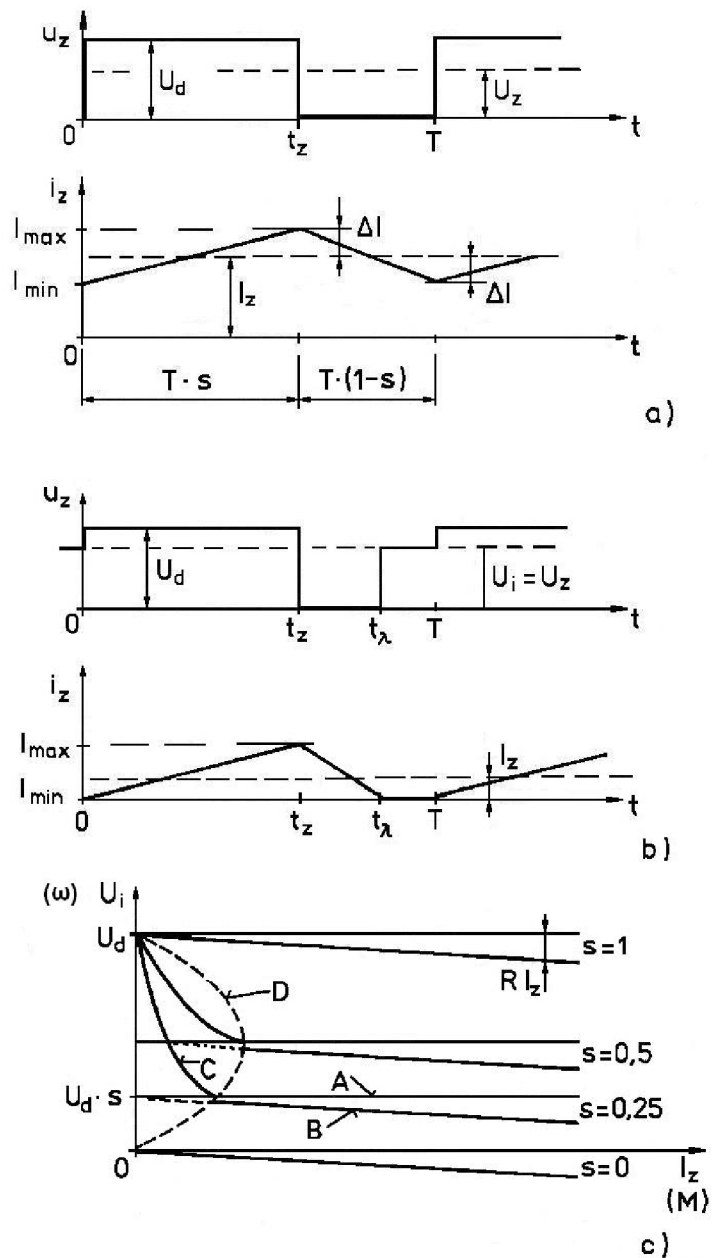 u_z
U_d
U_z
0
t_z
T
t
i_z
I_max
ΔI
I_min
I_z
ΔI
0
t
T · s
T · (1-s)
a)
u_z
U_d
U_i = U_z
0
t_z
t_λ
T
t
i_z
I_max
I_z
I_min
0
t_z
t_λ
T
t
b)
(ω) U_i
U_d
s=1
D
R I_z
C
s=0,5
A
U_d · s
s=0,25
B
0
s=0
I_z
(M)
c)